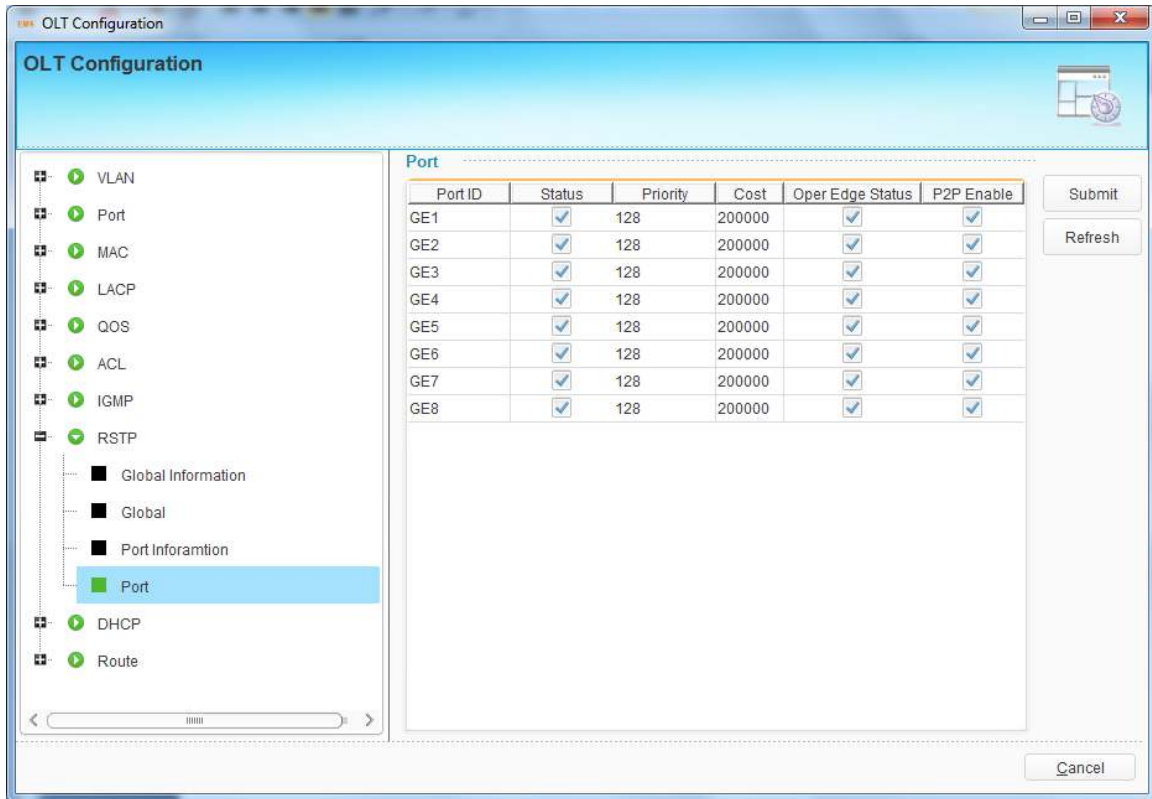 EMS OLT Configuration
OLT Configuration
VLAN
Port
MAC
LACP
QOS
ACL
IGMP
RSTP
Global Information
Global
Port Inforamtion
Port
DHCP
Route
Port
Port ID Status Priority Cost Oper Edge Status P2P Enable
GE1 128 200000
GE2 128 200000
GE3 128 200000
GE4 128 200000
GE5 128 200000
GE6 128 200000
GE7 128 200000
GE8 128 200000
Submit
Refresh
Cancel